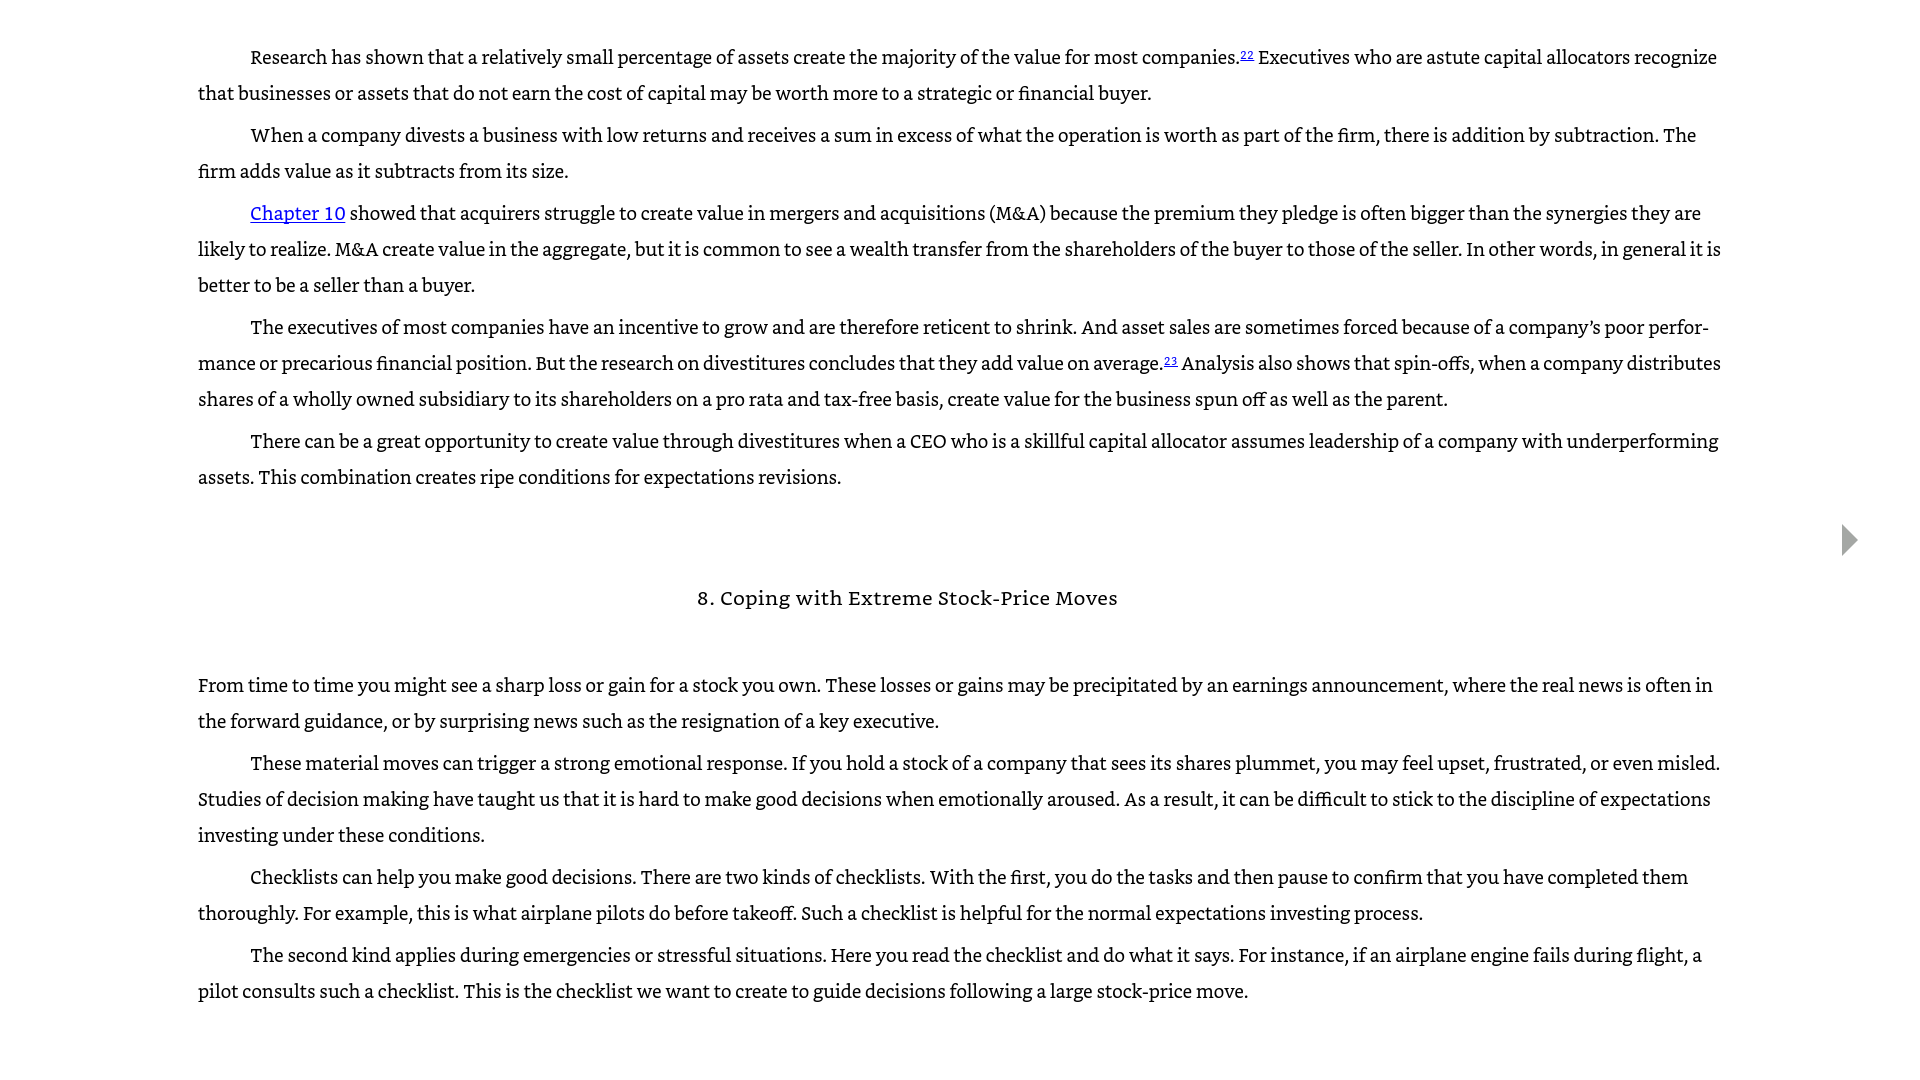 Research has shown that a relatively small percentage of assets create the majority of the value for most companies.22 Executives who are astute capital allocators recognize
that businesses or assets that do not earn the cost of capital may be worth more to a strategic or financial buyer.
When a company divests a business with low returns and receives a sum in excess of what the operation is worth as part of the firm, there is addition by subtraction. The
firm adds value as it subtracts from its size.
Chapter 10 showed that acquirers struggle to create value in mergers and acquisitions (M&A) because the premium they pledge is often bigger than the synergies they are
likely to realize. M&A create value in the aggregate, but it is common to see a wealth transfer from the shareholders of the buyer to those of the seller. In other words, in general it is
better to be a seller than a buyer.
The executives of most companies have an incentive to grow and are therefore reticent to shrink. And asset sales are sometimes forced because of a company’s poor perfor-
mance or precarious financial position. But the research on divestitures concludes that they add value on average.23 Analysis also shows that spin-offs, when a company distributes
shares of a wholly owned subsidiary to its shareholders on a pro rata and tax-free basis, create value for the business spun off as well as the parent.
There can be a great opportunity to create value through divestitures when a CEO who is a skillful capital allocator assumes leadership of a company with underperforming
assets. This combination creates ripe conditions for expectations revisions.
8. Coping with Extreme Stock-Price Moves
From time to time you might see a sharp loss or gain for a stock you own. These losses or gains may be precipitated by an earnings announcement, where the real news is often in
the forward guidance, or by surprising news such as the resignation of a key executive.
These material moves can trigger a strong emotional response. If you hold a stock of a company that sees its shares plummet, you may feel upset, frustrated, or even misled.
Studies of decision making have taught us that it is hard to make good decisions when emotionally aroused. As a result, it can be difficult to stick to the discipline of expectations
investing under these conditions.
Checklists can help you make good decisions. There are two kinds of checklists. With the first, you do the tasks and then pause to confirm that you have completed them
thoroughly. For example, this is what airplane pilots do before takeoff. Such a checklist is helpful for the normal expectations investing process.
The second kind applies during emergencies or stressful situations. Here you read the checklist and do what it says. For instance, if an airplane engine fails during flight, a
pilot consults such a checklist. This is the checklist we want to create to guide decisions following a large stock-price move.